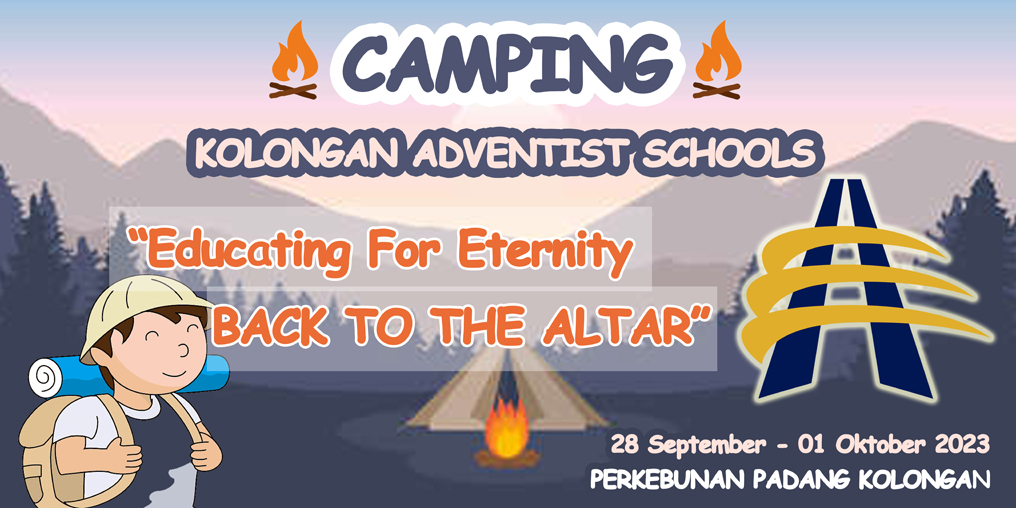 CAMPING
KOLONGAN ADVENTIST SCHOOLS
“Educating For Eternity
BACK TO THE ALTAR”
28 September - 01 Oktober 2023
PERKEBUNAN PADANG KOLONGAN